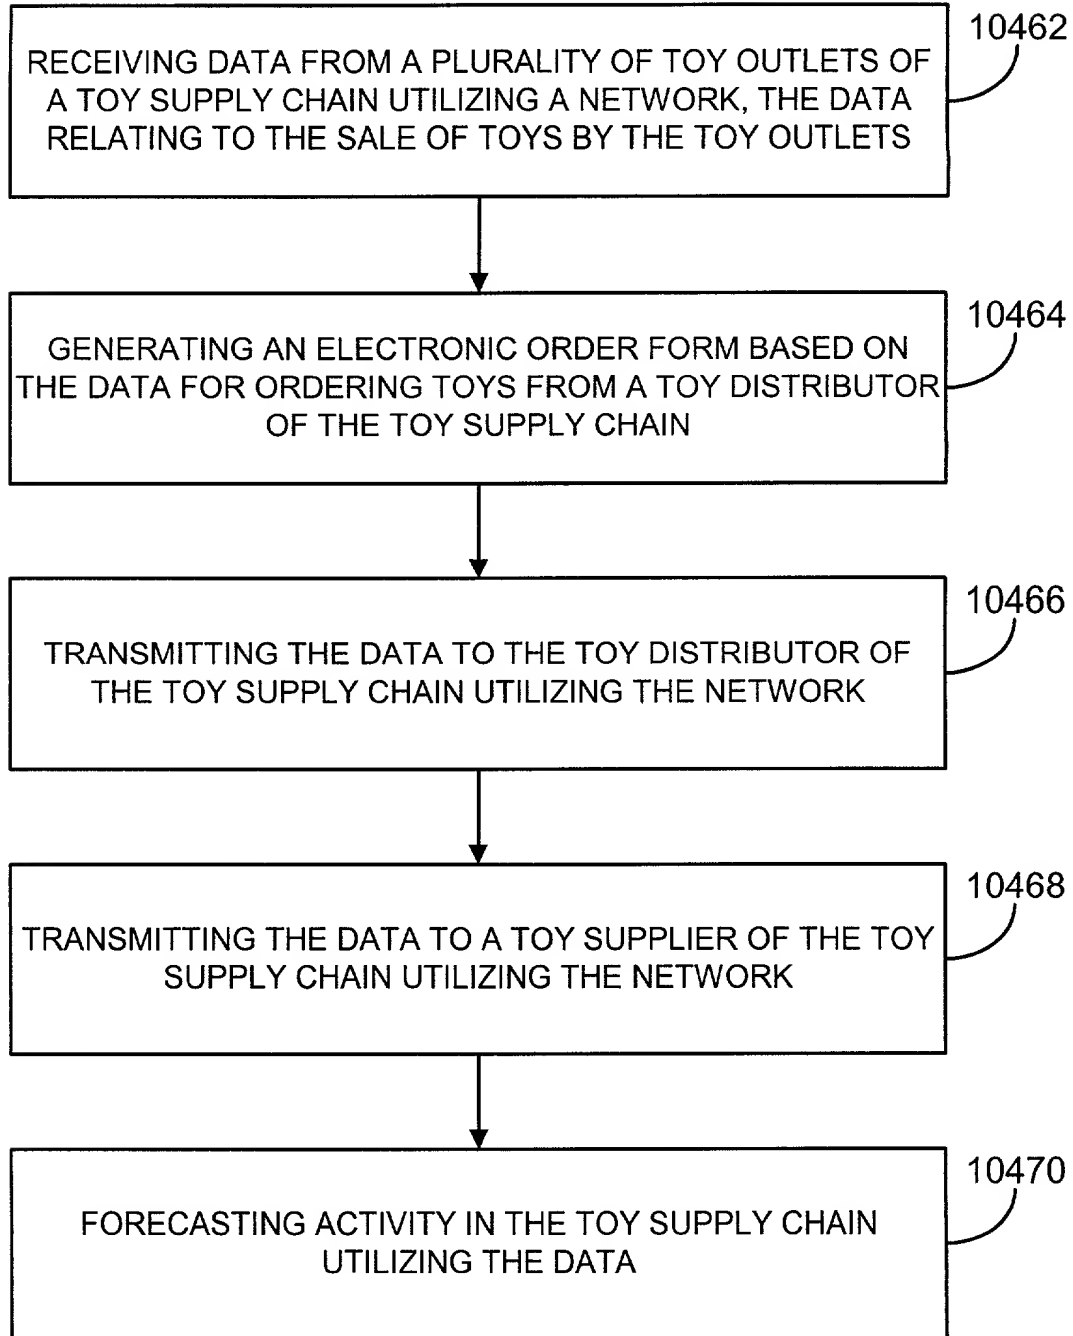 10462
RECEIVING DATA FROM A PLURALITY OF TOY OUTLETS OF
A TOY SUPPLY CHAIN UTILIZING A NETWORK, THE DATA
RELATING TO THE SALE OF TOYS BY THE TOY OUTLETS
10464
GENERATING AN ELECTRONIC ORDER FORM BASED ON
THE DATA FOR ORDERING TOYS FROM A TOY DISTRIBUTOR
OF THE TOY SUPPLY CHAIN
10466
TRANSMITTING THE DATA TO THE TOY DISTRIBUTOR OF
THE TOY SUPPLY CHAIN UTILIZING THE NETWORK
10468
TRANSMITTING THE DATA TO A TOY SUPPLIER OF THE TOY
SUPPLY CHAIN UTILIZING THE NETWORK
10470
FORECASTING ACTIVITY IN THE TOY SUPPLY CHAIN
UTILIZING THE DATA